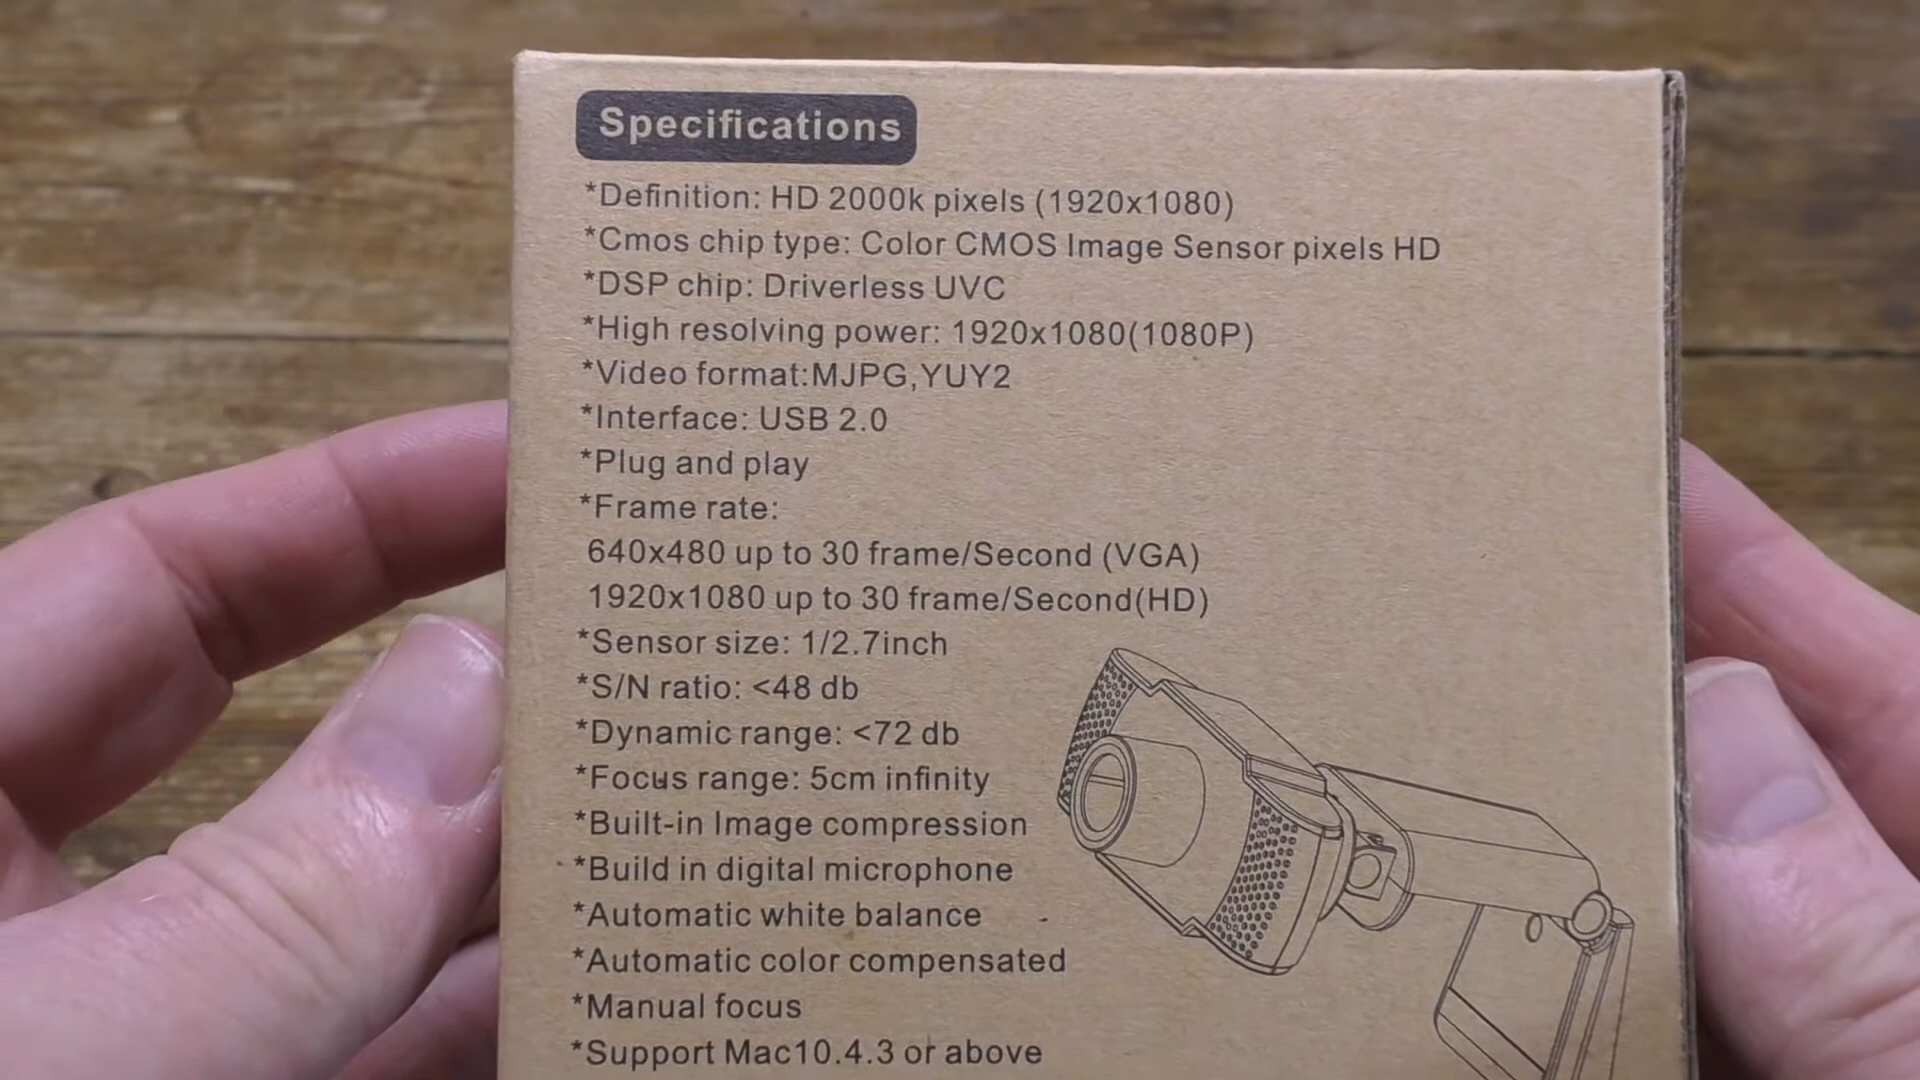 Specifications
*Definition: HD 2000k pixels (1920x1080)
*Cmos chip type: Color CMOS Image Sensor pixels HD
*DSP chip: Driverless UVC
*High resolving power: 1920x1080(1080P)
*Video format:MJPG,YUY2
*Interface: USB 2.0
*Plug and play
*Frame rate:
640x480 up to 30 frame/Second (VGA)
1920x1080 up to 30 frame/Second(HD)
*Sensor size: 1/2.7inch
*S/N ratio: <48 db
*Dynamic range: <72 db
*Focus range: 5cm infinity
*Built-in Image compression
*Build in digital microphone
*Automatic white balance
*Automatic color compensated
*Manual focus
*Support Mac10.4.3 or above